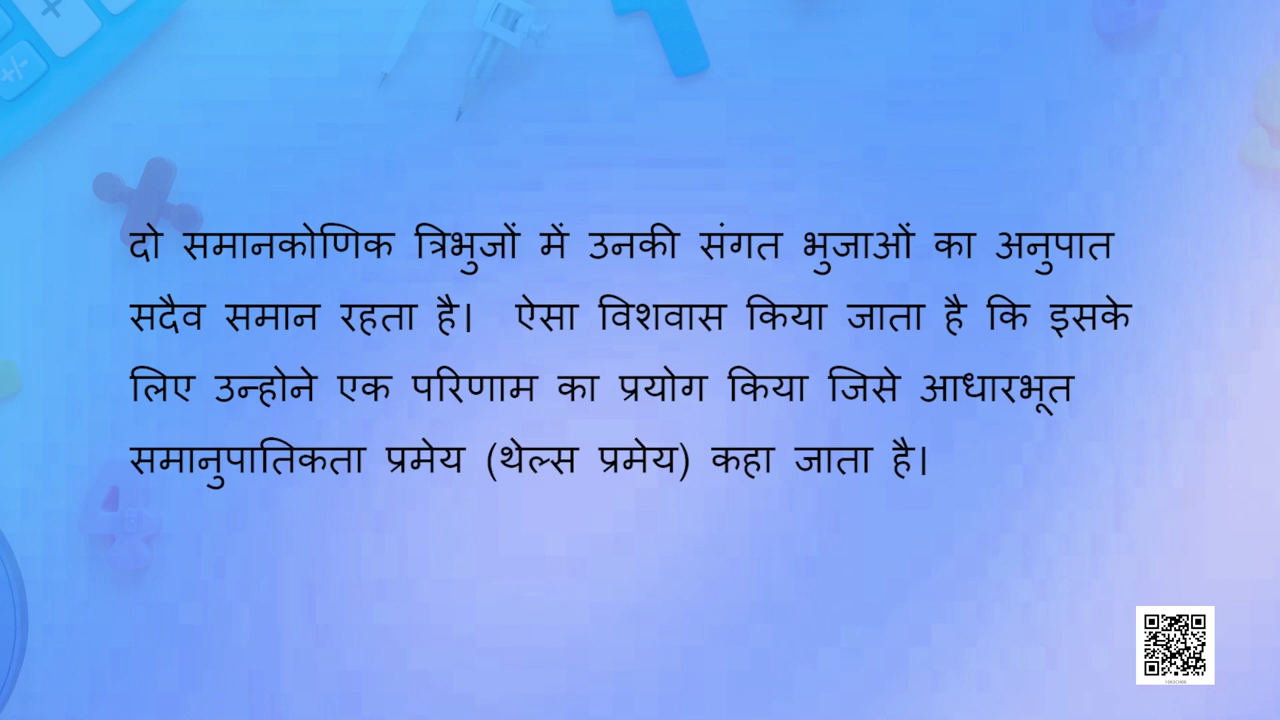 दो समानकोणिक त्रिभुजों में उनकी संगत भुजाओं का अनुपात
सदैव समान रहता है। ऐसा विशवास किया जाता है कि इसके
लिए उन्होने एक परिणाम का प्रयोग किया जिसे आधारभूत
समानुपातिकता प्रमेय (थेल्स प्रमेय) कहा जाता है।